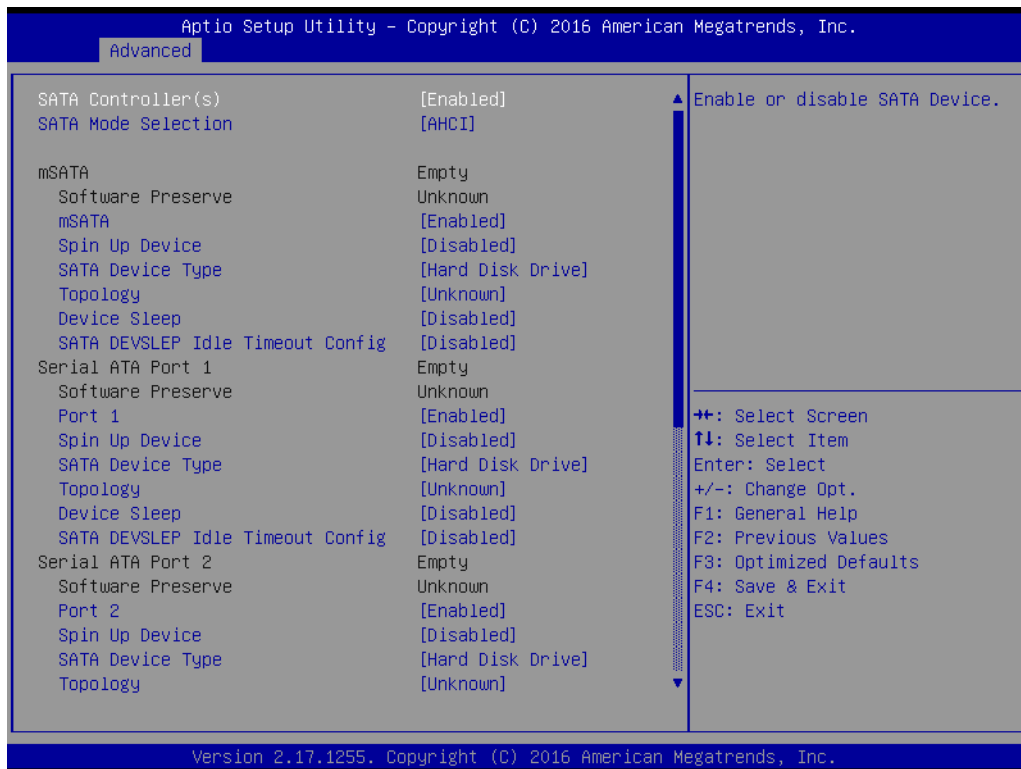 Aptio Setup Utility – Copyright (C) 2016 American Megatrends, Inc.
Advanced
SATA Controller(s) [Enabled]
SATA Mode Selection [AHCI]
mSATA Empty
Software Preserve Unknown
mSATA [Enabled]
Spin Up Device [Disabled]
SATA Device Type [Hard Disk Drive]
Topology [Unknown]
Device Sleep [Disabled]
SATA DEVSLEP Idle Timeout Config [Disabled]
Serial ATA Port 1 Empty
Software Preserve Unknown
Port 1 [Enabled]
Spin Up Device [Disabled]
SATA Device Type [Hard Disk Drive]
Topology [Unknown]
Device Sleep [Disabled]
SATA DEVSLEP Idle Timeout Config [Disabled]
Serial ATA Port 2 Empty
Software Preserve Unknown
Port 2 [Enabled]
Spin Up Device [Disabled]
SATA Device Type [Hard Disk Drive]
Topology [Unknown]
Enable or disable SATA Device.
→←: Select Screen
↑↓: Select Item
Enter: Select
+/-: Change Opt.
F1: General Help
F2: Previous Values
F3: Optimized Defaults
F4: Save & Exit
ESC: Exit
Version 2.17.1255. Copyright (C) 2016 American Megatrends, Inc.